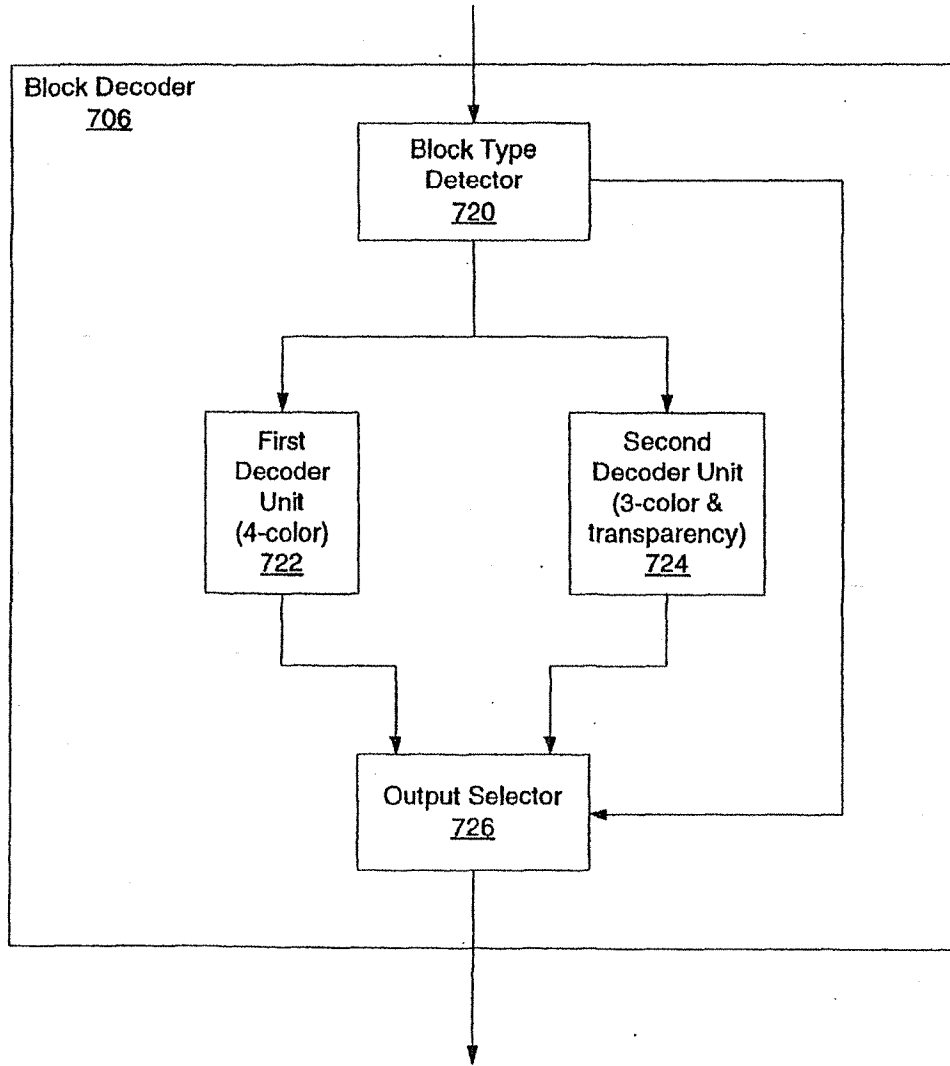 Block Decoder
706
Block Type
Detector
720
First
Decoder
Unit
(4-color)
722
Second
Decoder Unit
(3-color &
transparency)
724
Output Selector
726